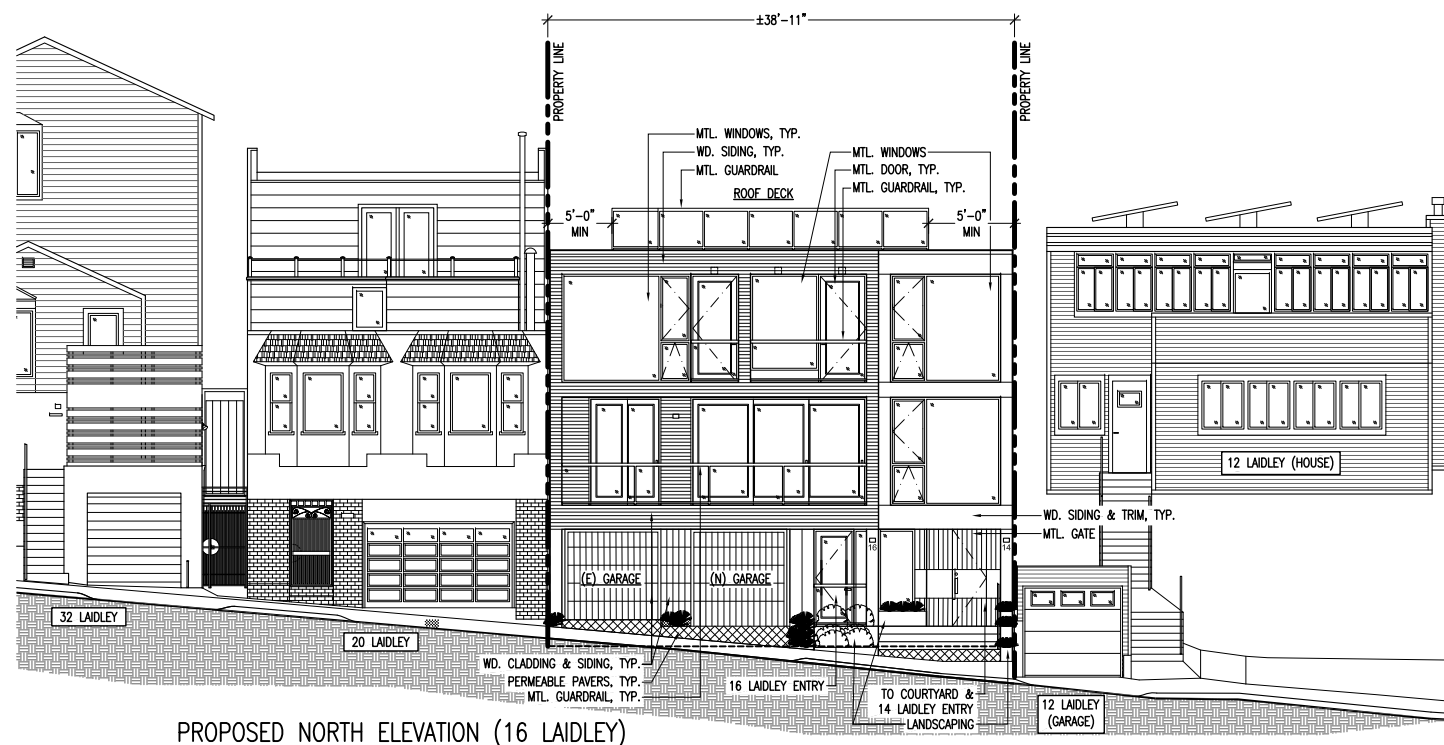 ±38'-11"
PROPERTY LINE
PROPERTY LINE
MTL. WINDOWS, TYP.
WD. SIDING, TYP.
MTL. GUARDRAIL
ROOF DECK
MTL. WINDOWS
MTL. DOOR, TYP.
MTL. GUARDRAIL, TYP.
5'-0"
MIN
5'-0"
MIN
12 LAIDLEY (HOUSE)
WD. SIDING & TRIM, TYP.
MTL. GATE
16
14
(E) GARAGE
(N) GARAGE
32 LAIDLEY
20 LAIDLEY
WD. CLADDING & SIDING, TYP.
PERMEABLE PAVERS, TYP.
MTL. GUARDRAIL, TYP.
16 LAIDLEY ENTRY
TO COURTYARD &
14 LAIDLEY ENTRY
LANDSCAPING
12 LAIDLEY
(GARAGE)
PROPOSED NORTH ELEVATION (16 LAIDLEY)